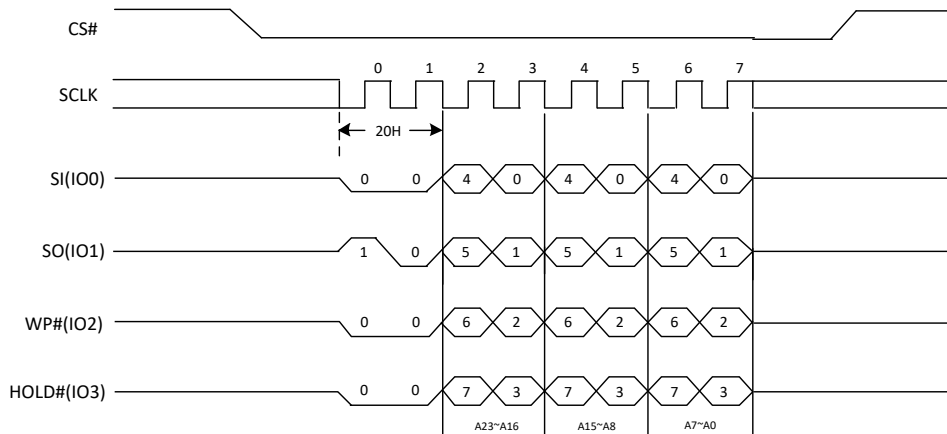 CS#
0 1 2 3 4 5 6 7
SCLK
20H
SI(IO0) 0 0 4 0 4 0 4 0
SO(IO1) 1 0 5 1 5 1 5 1
WP#(IO2) 0 0 6 2 6 2 6 2
HOLD#(IO3) 0 0 7 3 7 3 7 3
A23~A16 A15~A8 A7~A0